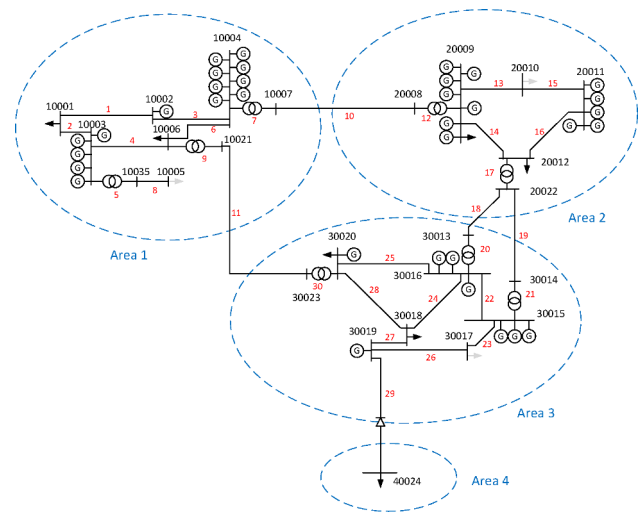 10004
G G
G G
G G
G G
10007
7
10
20008
12
20009
G G
G
G G
G
G
20010
13
15
20011
G
G
G
G G
14
16
20012
17
20022
10001
1
10002
G
3
6
2
10003
G
G
G
G
4
10006
9
10021
10035
10005
5
8
Area 1
11
Area 2
18
19
30013
20
G G
G
30016
30020
G
25
30023
30
28
24
22
30014
21
30015
G G G
30018
30019
G
27
26
30017
23
29
Area 3
40024
Area 4